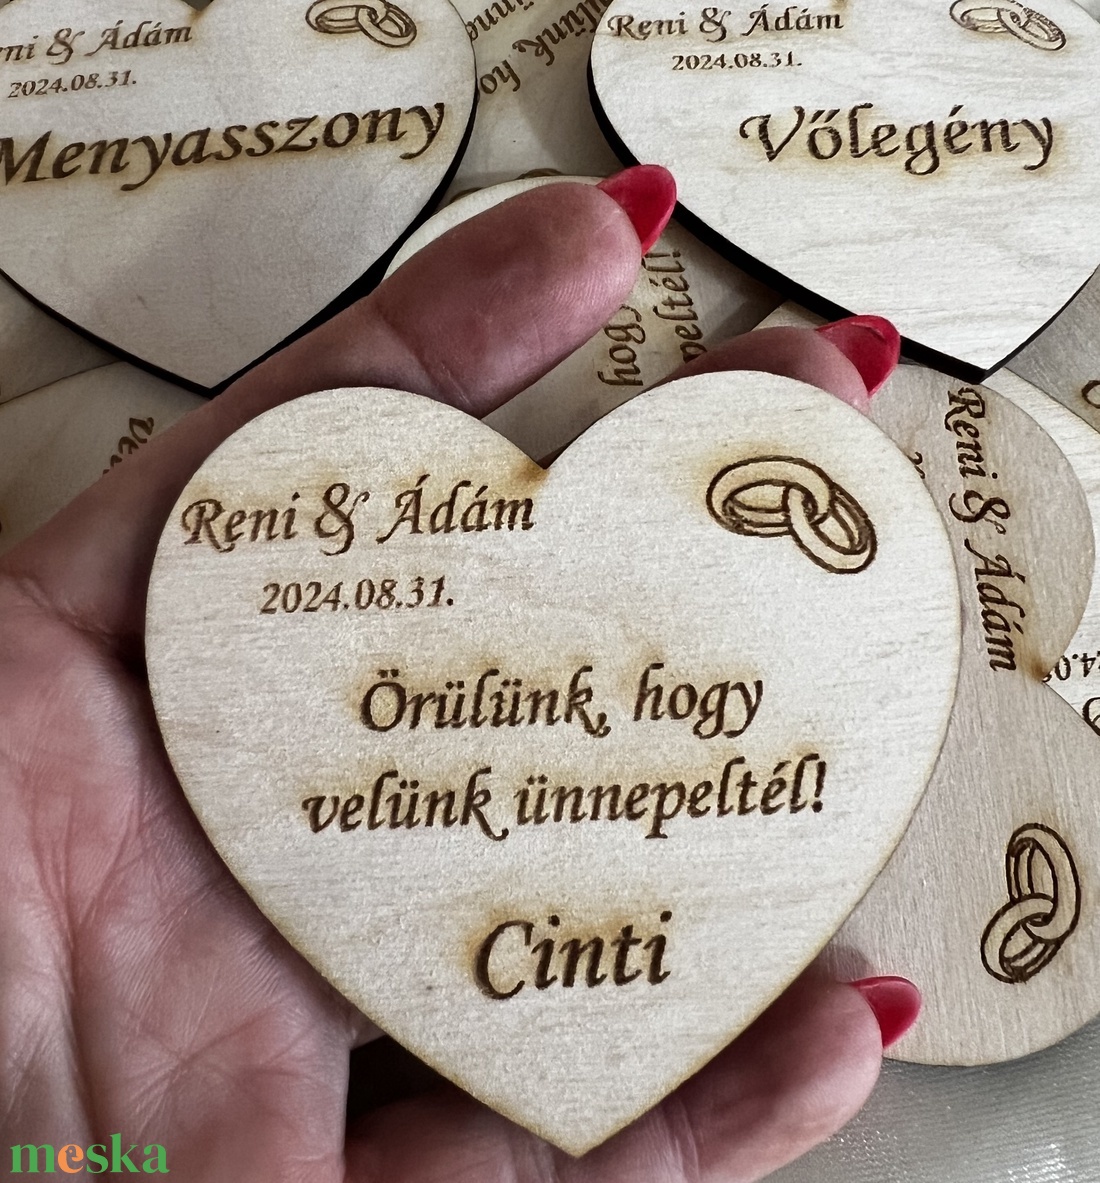 Reni & Ádám
2024.08.31.
Menyasszony
Reni & Ádám
2024.08.31.
Vőlegény
hogy
Reni & Ádám
2024.08.31.
Örülünk, hogy
velünk ünnepeltél!
Cinti
Reni & Ádám
meska